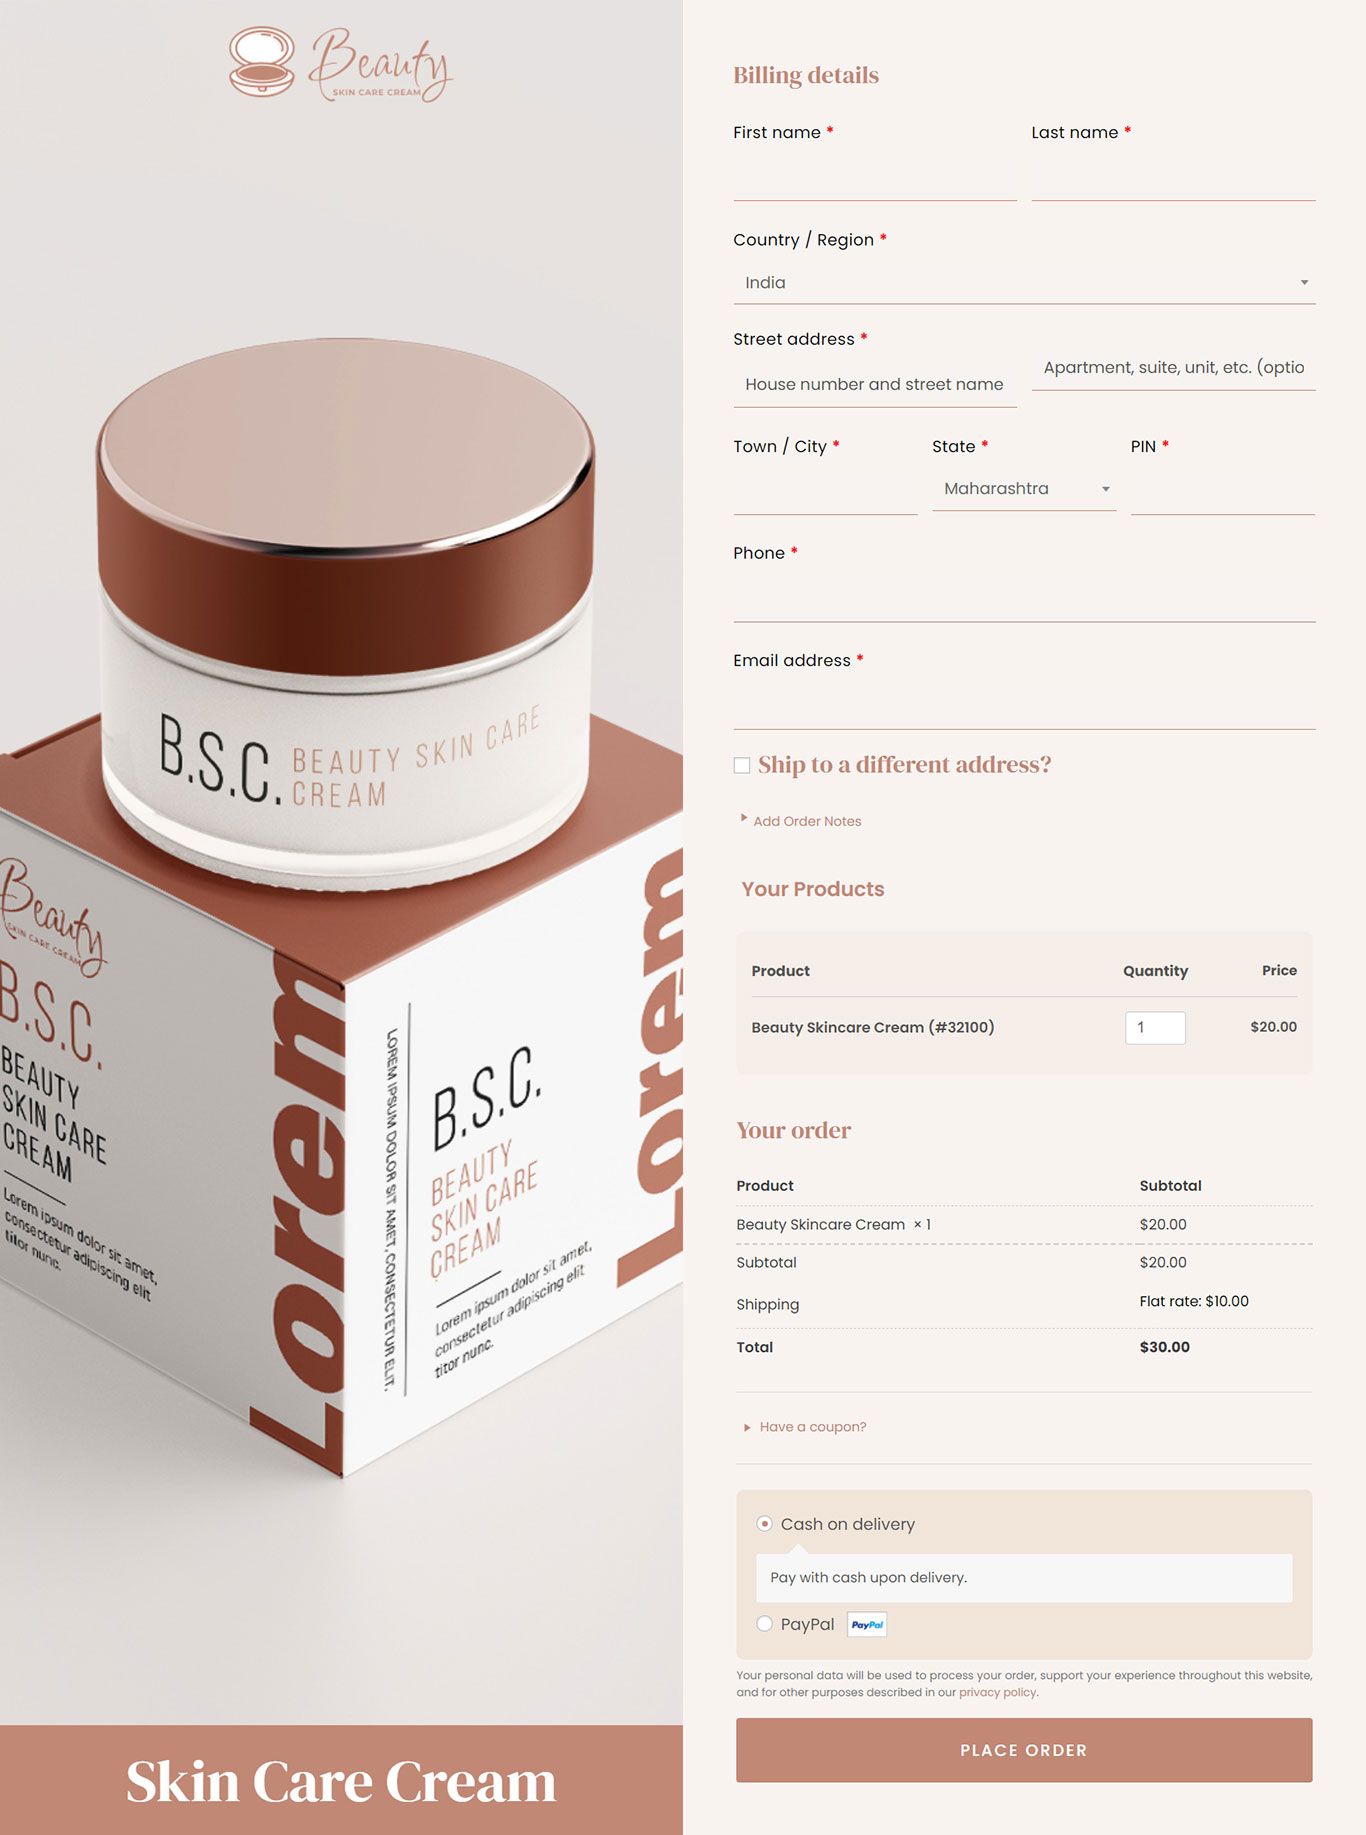 Beauty
SKIN CARE CREAM
B.S.C. BEAUTY SKIN CARE
CREAM
Beauty
SKIN CARE CREAM
B.S.C.
BEAUTY
SKIN CARE
CREAM
Lorem ipsum dolor sit amet,
consectetur adipiscing elit
titor nunc.
Lorem
LOREM IPSUM DOLOR SIT AMET, CONSECTETUR ELIT.
B.S.C.
BEAUTY
SKIN CARE
CREAM
Lorem ipsum dolor sit amet,
consectetur adipiscing elit
titor nunc.
Lorem
Skin Care Cream
Billing details
First name * Last name *
Country / Region *
India
Street address *
House number and street name Apartment, suite, unit, etc. (optio
Town / City * State * PIN *
Maharashtra
Phone *
Email address *
Ship to a different address?
Add Order Notes
Your Products
Product Quantity Price
Beauty Skincare Cream (#32100) 1 $20.00
Your order
Product Subtotal
Beauty Skincare Cream × 1 $20.00
Subtotal $20.00
Shipping Flat rate: $10.00
Total $30.00
Have a coupon?
Cash on delivery
Pay with cash upon delivery.
PayPal PayPal
Your personal data will be used to process your order, support your experience throughout this website,
and for other purposes described in our privacy policy.
PLACE ORDER